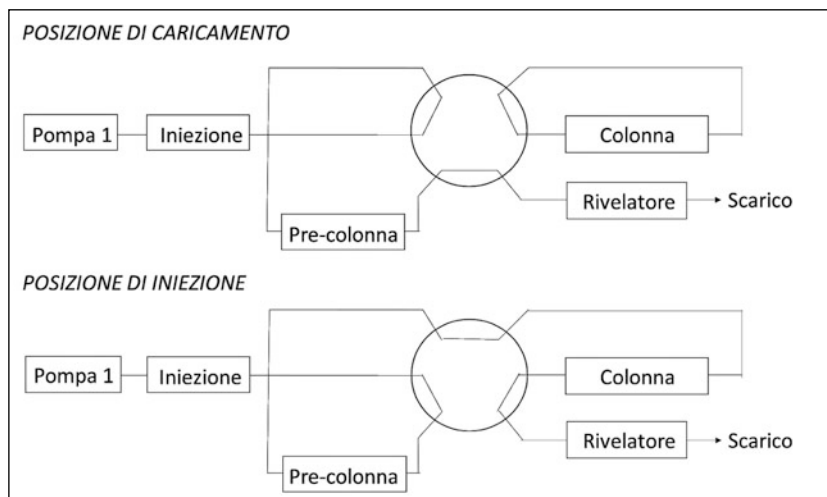 POSIZIONE DI CARICAMENTO
Pompa 1
Iniezione
Colonna
Rivelatore
Scarico
Pre-colonna
POSIZIONE DI INIEZIONE
Pompa 1
Iniezione
Colonna
Rivelatore
Scarico
Pre-colonna